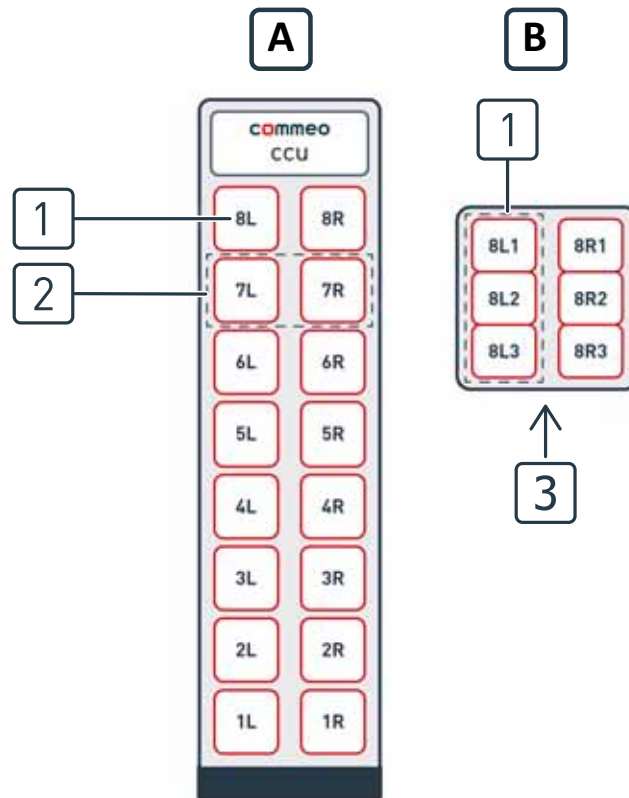 A
B
commeo
ccu
1
1
8L 8R
8L1 8R1
2
7L 7R
8L2 8R2
6L 6R
8L3 8R3
5L 5R
3
4L 4R
3L 3R
2L 2R
1L 1R